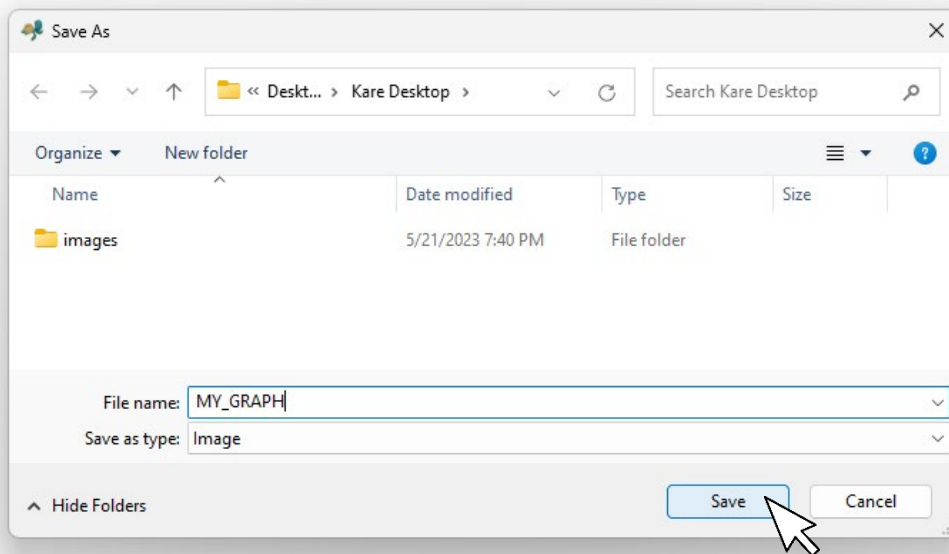 Save As
« Deskt... › Kare Desktop ›
Search Kare Desktop
Organize
New folder
?
Name
Date modified
Type
Size
images
5/21/2023 7:40 PM
File folder
File name: MY_GRAPH
Save as type: Image
Hide Folders
Save
Cancel